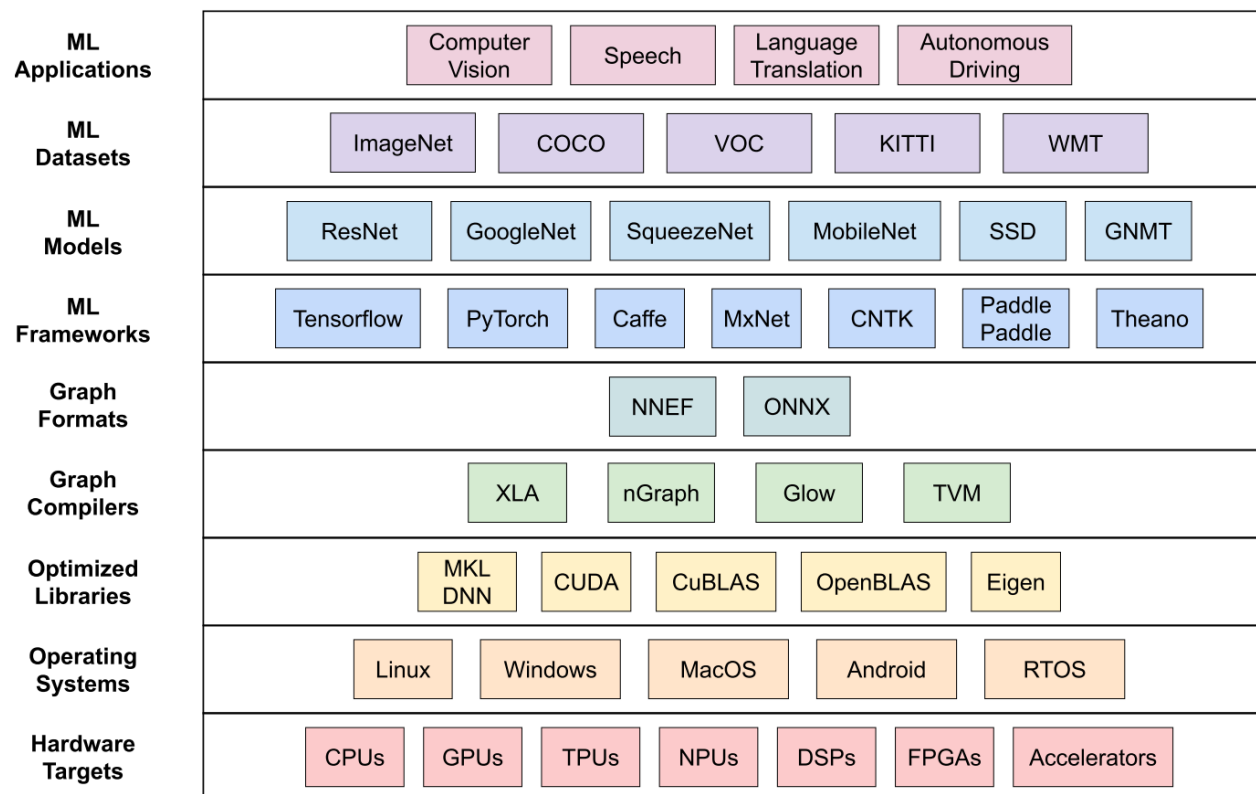 ML
Applications
Computer
Vision
Speech
Language
Translation
Autonomous
Driving
ML
Datasets
ImageNet
COCO
VOC
KITTI
WMT
ML
Models
ResNet
GoogleNet
SqueezeNet
MobileNet
SSD
GNMT
ML
Frameworks
Tensorflow
PyTorch
Caffe
MxNet
CNTK
Paddle
Paddle
Theano
Graph
Formats
NNEF
ONNX
Graph
Compilers
XLA
nGraph
Glow
TVM
Optimized
Libraries
MKL
DNN
CUDA
CuBLAS
OpenBLAS
Eigen
Operating
Systems
Linux
Windows
MacOS
Android
RTOS
Hardware
Targets
CPUs
GPUs
TPUs
NPUs
DSPs
FPGAs
Accelerators